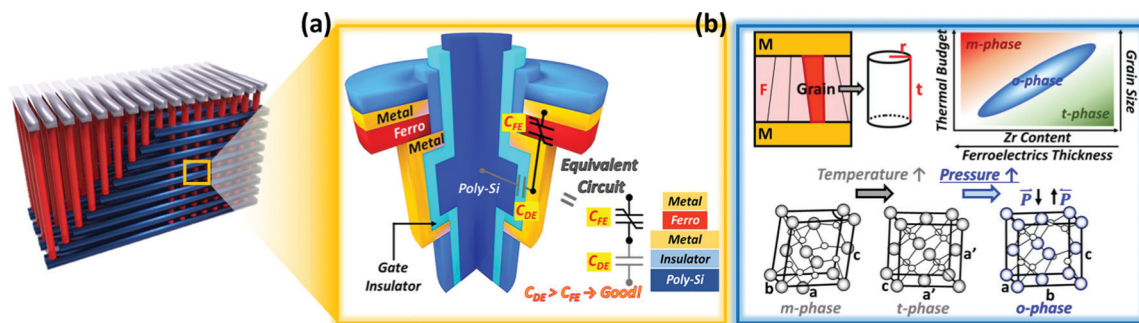 (a)
Metal
Ferro
Metal
C_FE
Poly-Si
C_DE
Gate
Insulator
Equivalent
Circuit
=
C_FE
C_DE
Metal
Ferro
Metal
Insulator
Poly-Si
C_DE > C_FE → Good!
(b)
M
F
Grain
M
r
t
Thermal Budget
m-phase
o-phase
t-phase
Grain Size
Zr Content
Ferroelectrics Thickness
Temperature ↑
Pressure ↑
P⃗ ↓ ↑ P⃗
b a c
m-phase
c a' a'
t-phase
a b c
o-phase